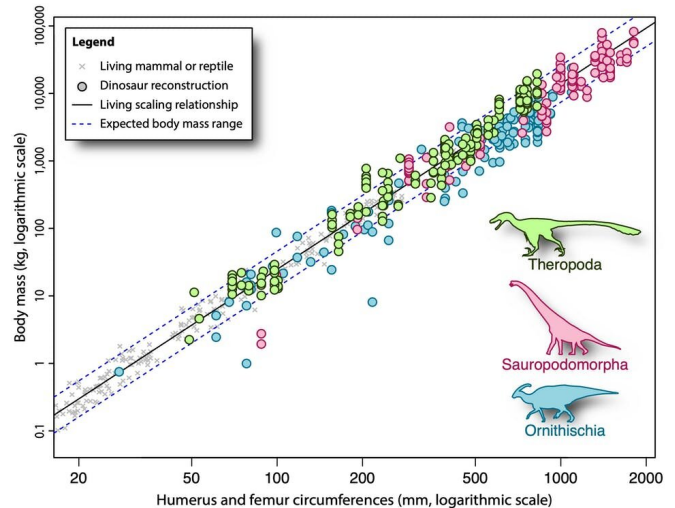 Legend
Living mammal or reptile
Dinosaur reconstruction
Living scaling relationship
Expected body mass range
Body mass (kg, logarithmic scale)
100,000
10,000
1,000
100
10
1
0.1
Theropoda
Sauropodomorpha
Ornithischia
20 50 100 200 500 1000 2000
Humerus and femur circumferences (mm, logarithmic scale)